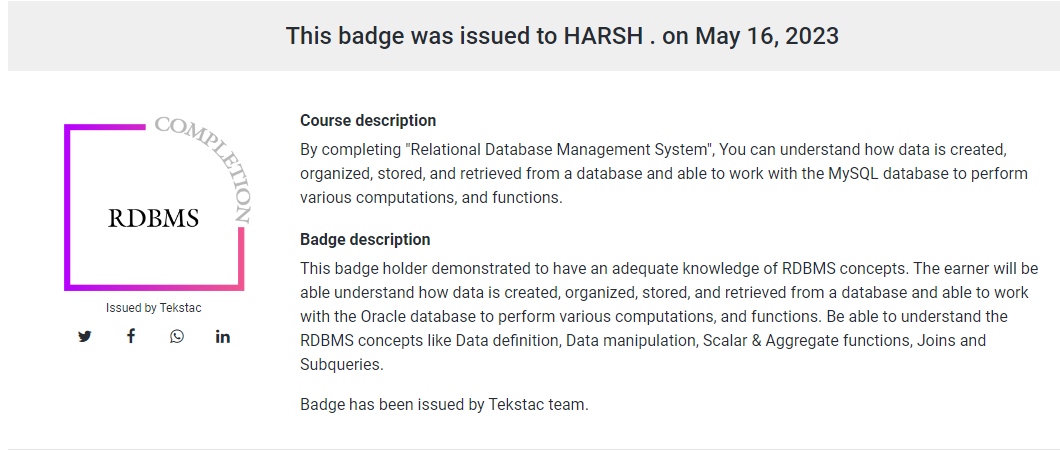 This badge was issued to HARSH . on May 16, 2023
COMPLETION
RDBMS
Issued by Tekstac
Course description
By completing "Relational Database Management System", You can understand how data is created,
organized, stored, and retrieved from a database and able to work with the MySQL database to perform
various computations, and functions.
Badge description
This badge holder demonstrated to have an adequate knowledge of RDBMS concepts. The earner will be
able understand how data is created, organized, stored, and retrieved from a database and able to work
with the Oracle database to perform various computations, and functions. Be able to understand the
RDBMS concepts like Data definition, Data manipulation, Scalar & Aggregate functions, Joins and
Subqueries.
Badge has been issued by Tekstac team.